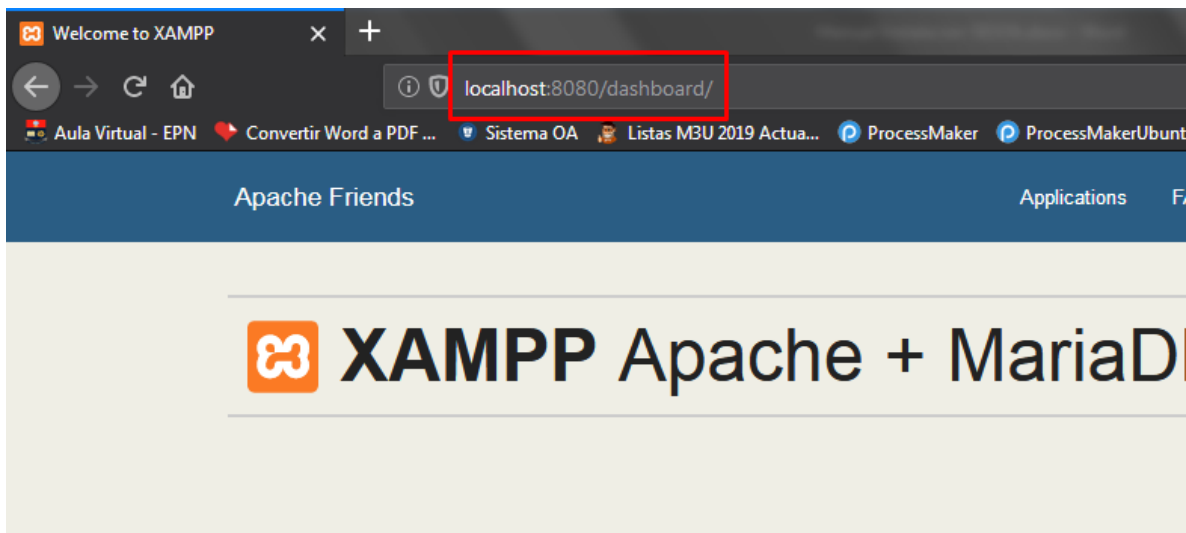 Welcome to XAMPP
localhost:8080/dashboard/
Aula Virtual - EPN Convertir Word a PDF ... Sistema OA Listas M3U 2019 Actua... ProcessMaker ProcessMakerUbunt
Apache Friends Applications FA
XAMPP Apache + MariaD